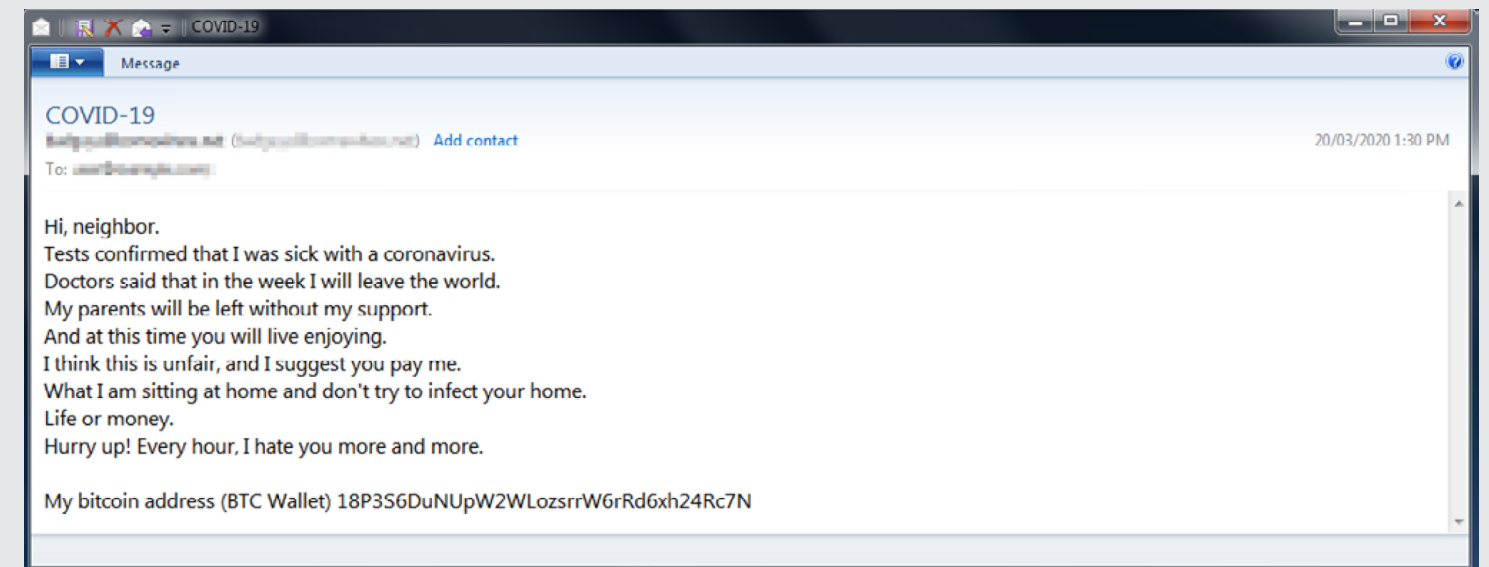 COVID-19
Message
COVID-19
Add contact
20/03/2020 1:30 PM
To:
Hi, neighbor.
Tests confirmed that I was sick with a coronavirus.
Doctors said that in the week I will leave the world.
My parents will be left without my support.
And at this time you will live enjoying.
I think this is unfair, and I suggest you pay me.
What I am sitting at home and don't try to infect your home.
Life or money.
Hurry up! Every hour, I hate you more and more.
My bitcoin address (BTC Wallet) 18P3S6DuNUpW2WLozsrrW6rRd6xh24Rc7N